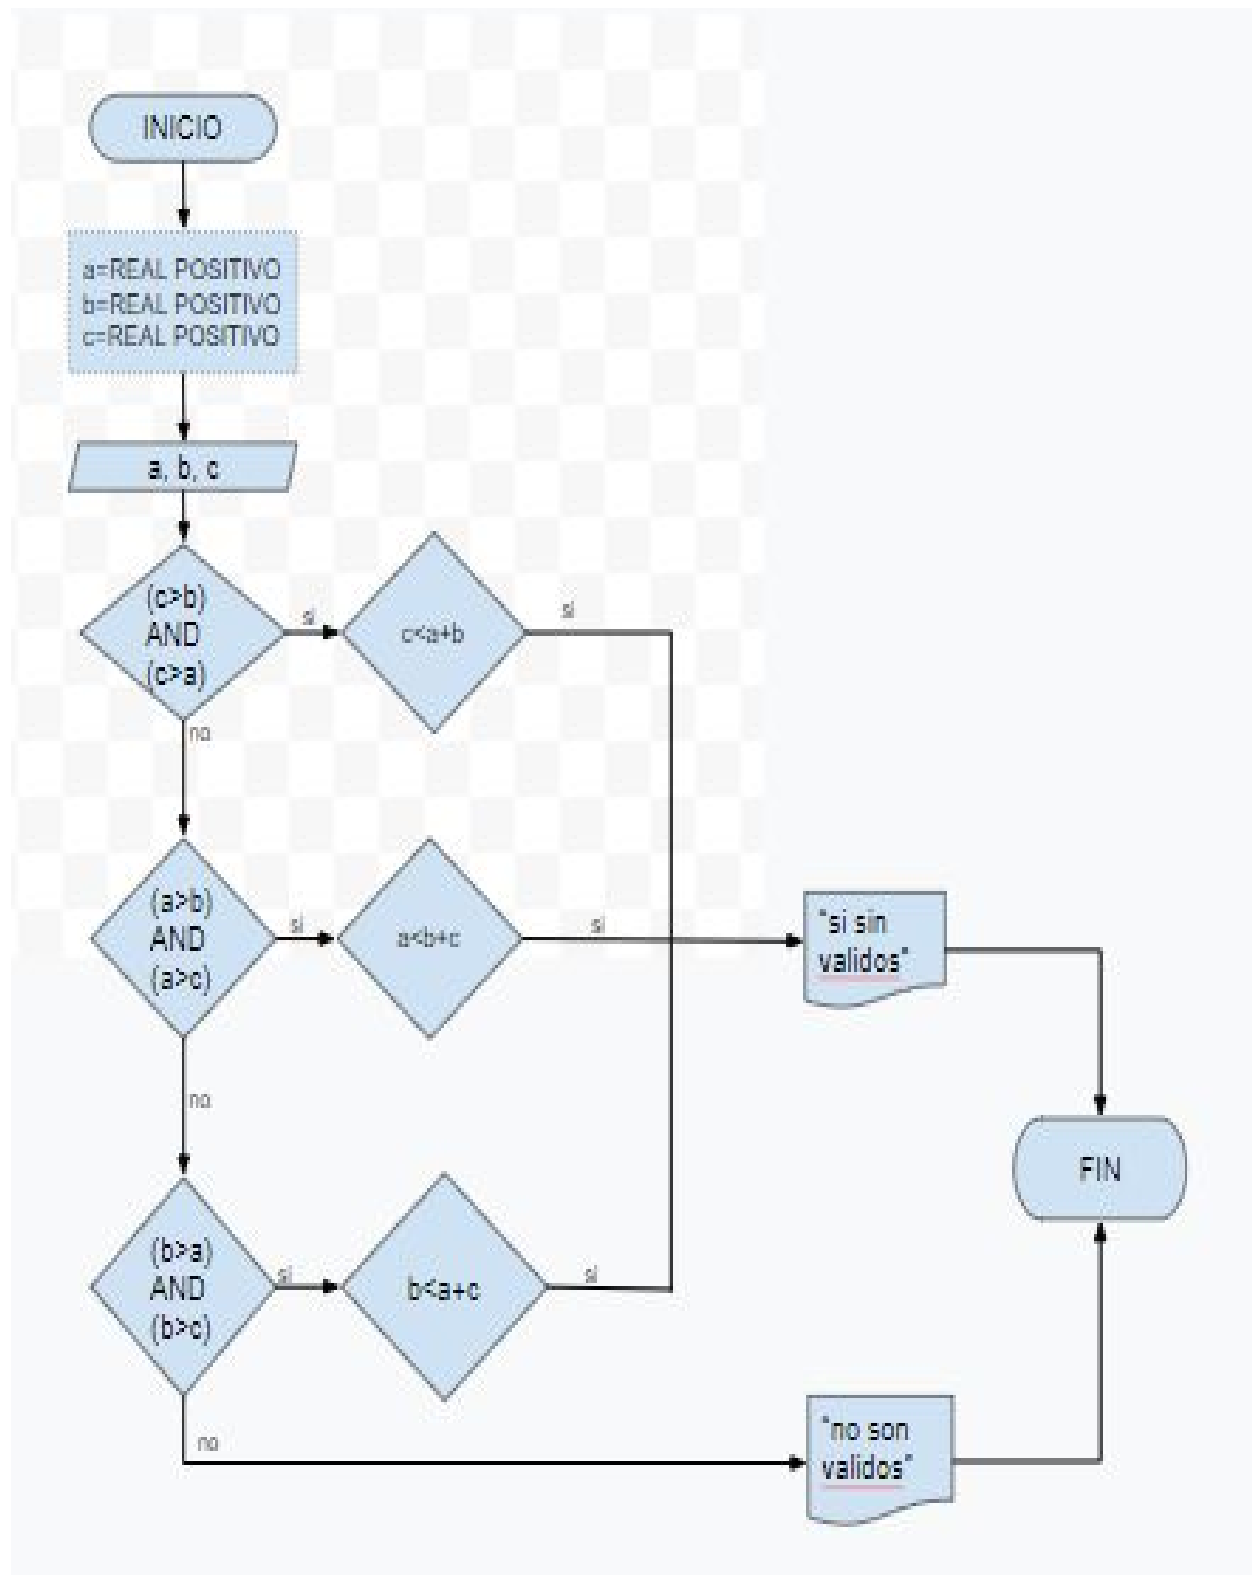 INICIO
a=REAL POSITIVO
b=REAL POSITIVO
c=REAL POSITIVO
a, b, c
(c>b)
AND
(c>a)
si
c<a+b
si
no
(a>b)
AND
(a>c)
si
a<b+c
si
"si sin
validos"
no
FIN
(b>a)
AND
(b>c)
si
b<a+c
si
no
"no son
validos"